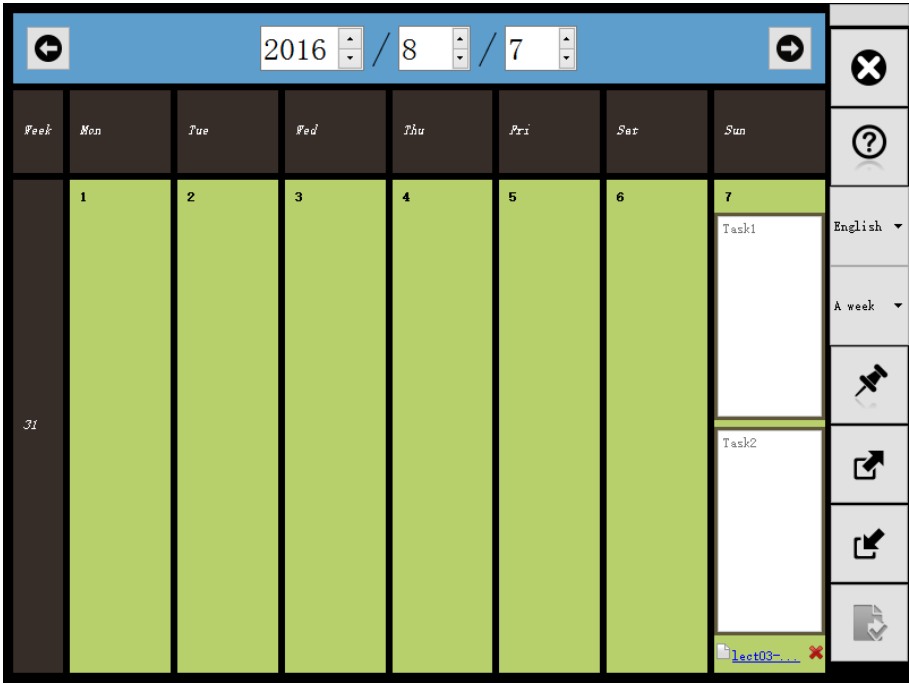 2016 / 8 / 7
Week Mon Tue Wed Thu Fri Sat Sun
1 2 3 4 5 6 7
Task1
31
Task2
lect03-...
English
A week